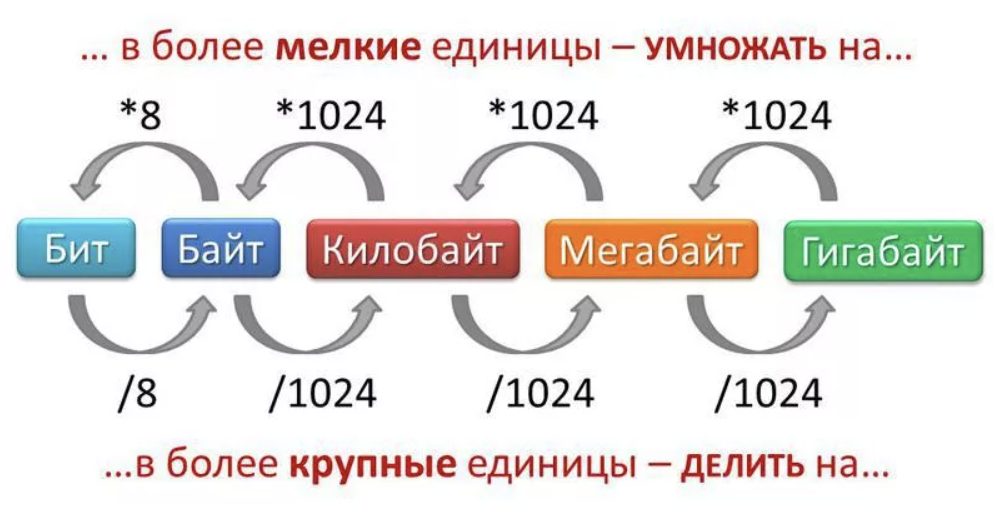 ... в более мелкие единицы – УМНОЖАТЬ на...
*8 *1024 *1024 *1024
Бит Байт Килобайт Мегабайт Гигабайт
/8 /1024 /1024 /1024
...в более крупные единицы – ДЕЛИТЬ на...